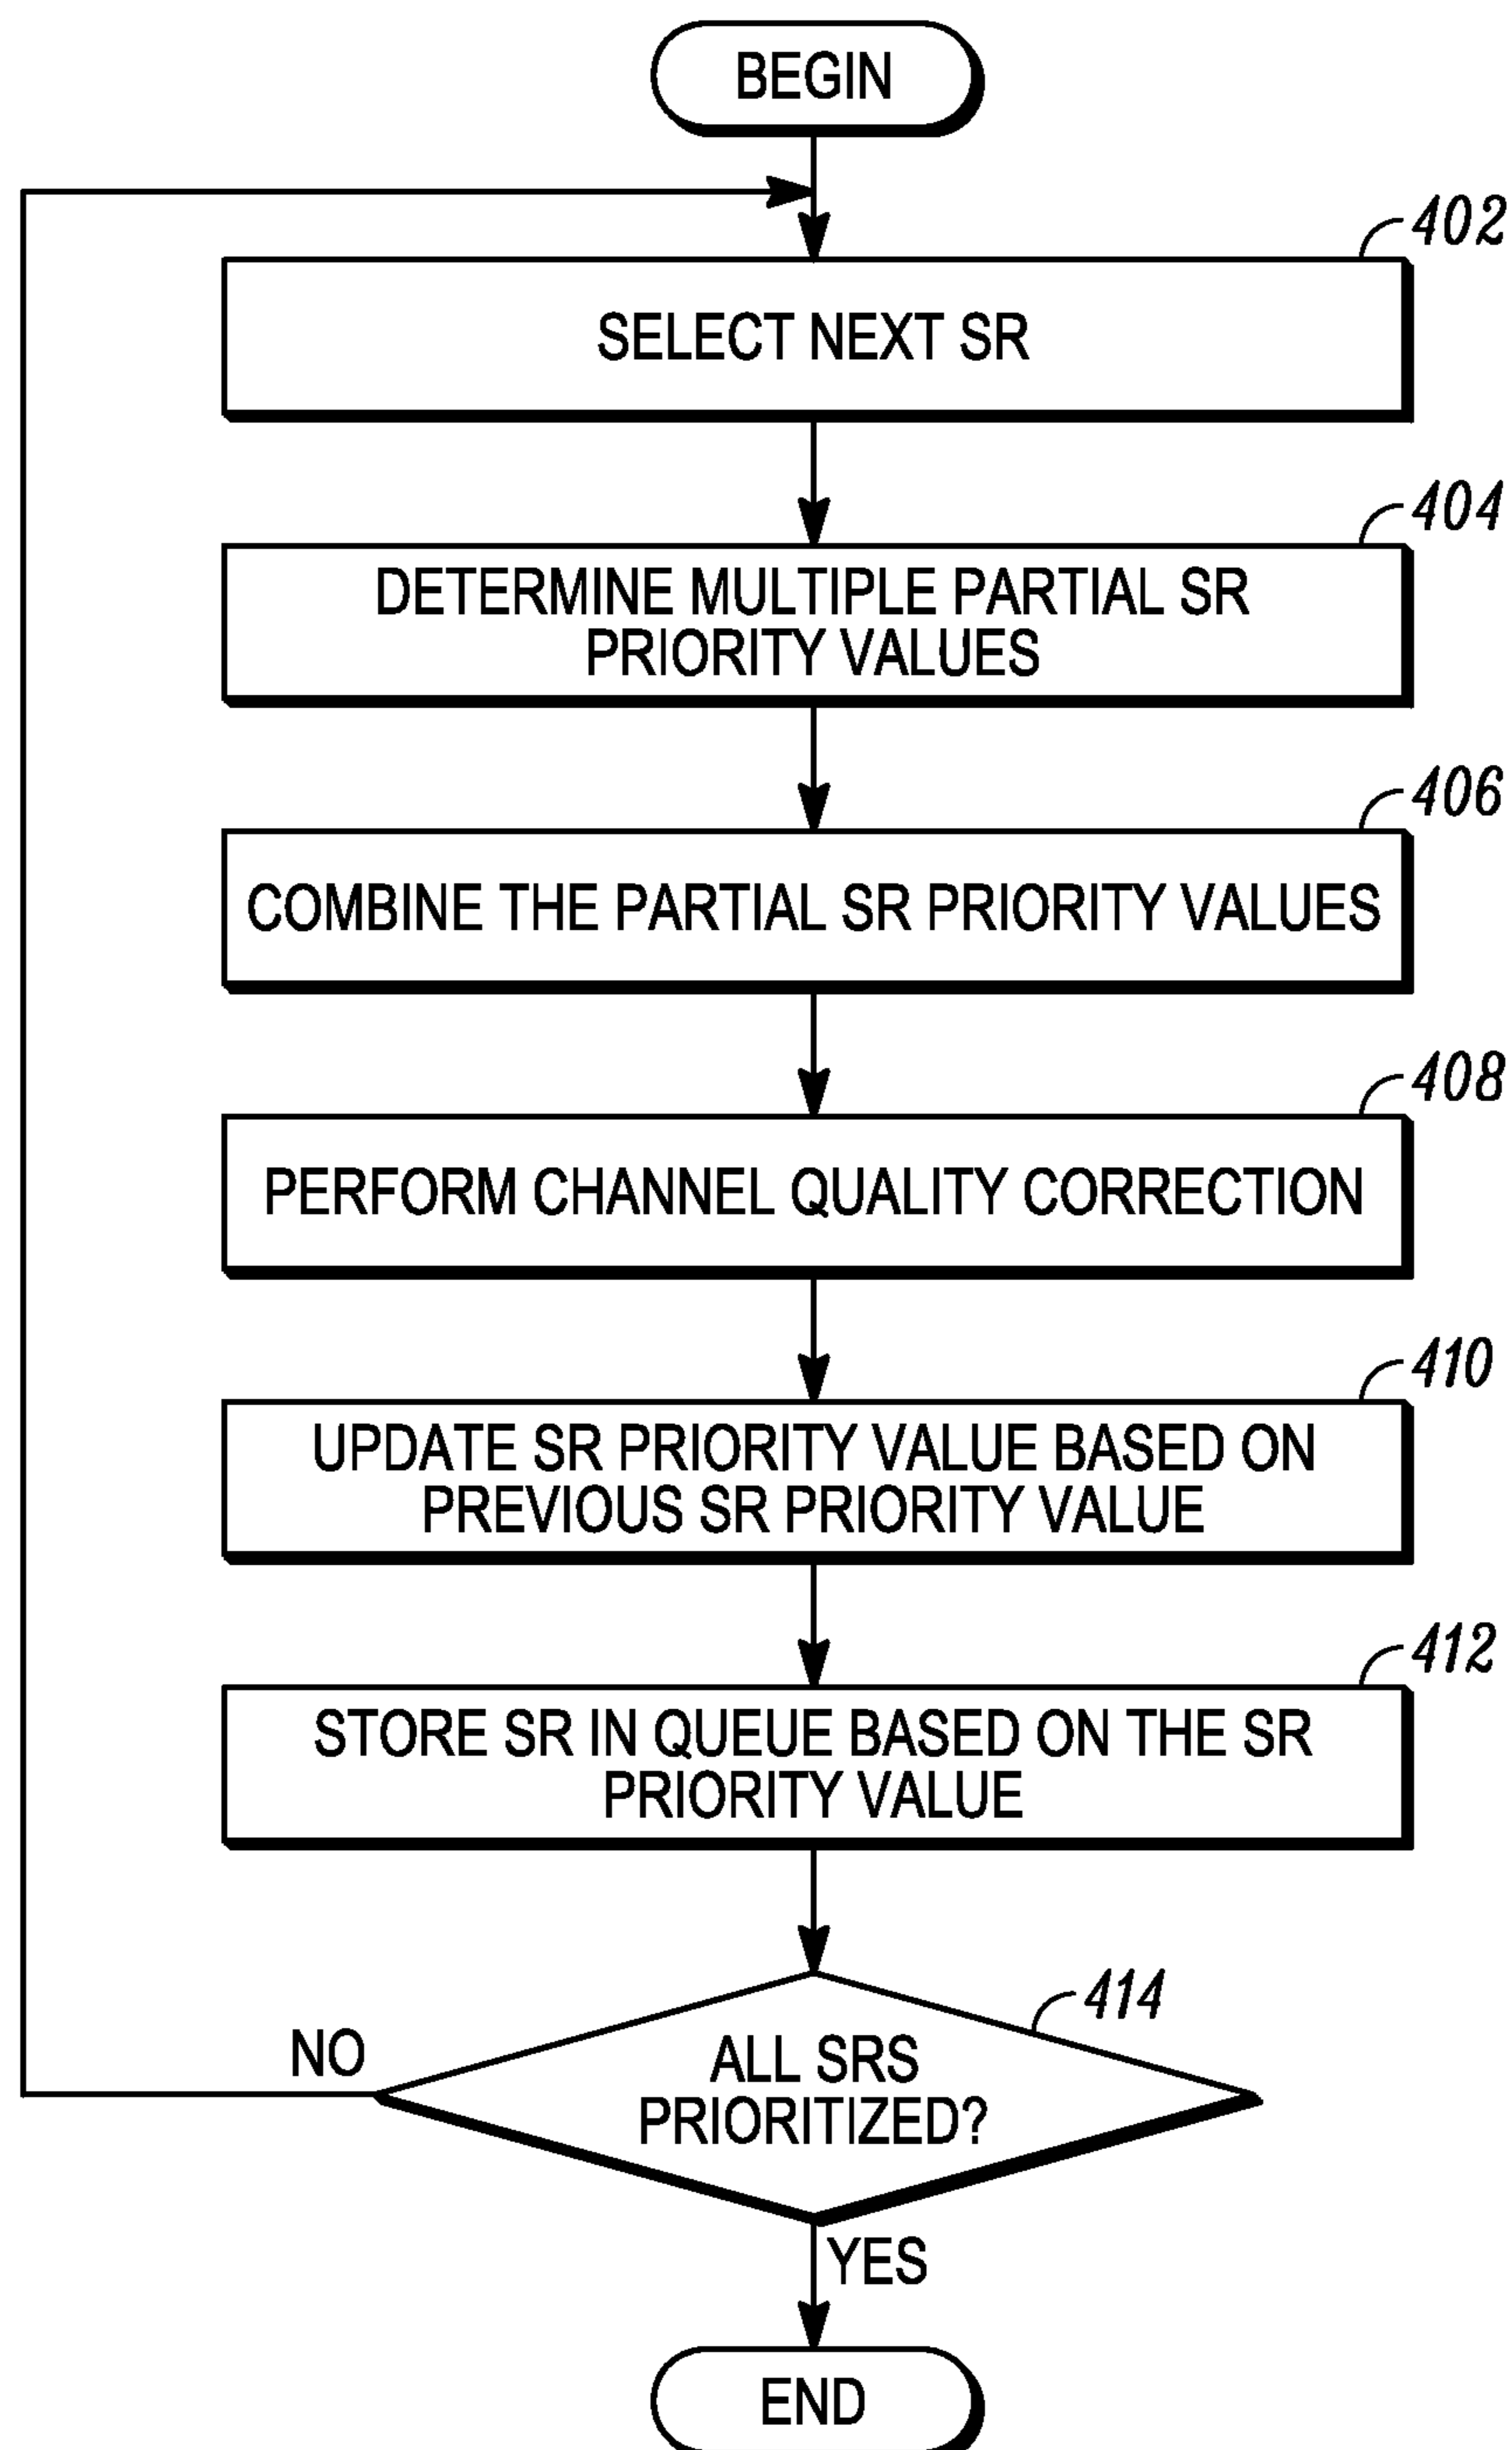 BEGIN
402
SELECT NEXT SR
404
DETERMINE MULTIPLE PARTIAL SR
PRIORITY VALUES
406
COMBINE THE PARTIAL SR PRIORITY VALUES
408
PERFORM CHANNEL QUALITY CORRECTION
410
UPDATE SR PRIORITY VALUE BASED ON
PREVIOUS SR PRIORITY VALUE
412
STORE SR IN QUEUE BASED ON THE SR
PRIORITY VALUE
414
ALL SRS
PRIORITIZED?
NO
YES
END